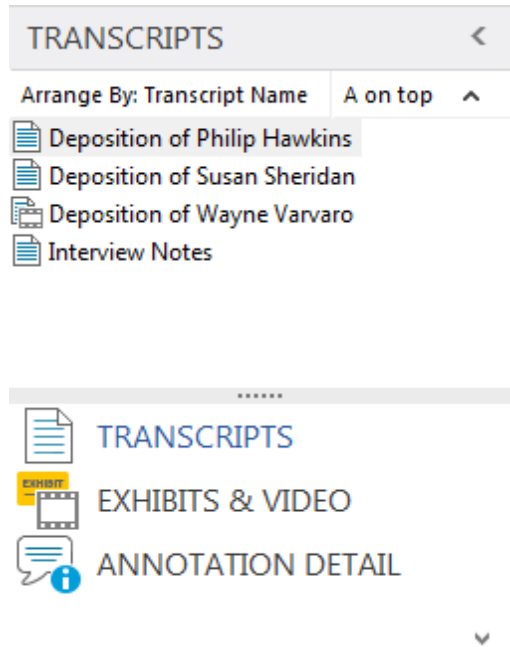 TRANSCRIPTS
Arrange By: Transcript Name A on top
Deposition of Philip Hawkins
Deposition of Susan Sheridan
Deposition of Wayne Varvaro
Interview Notes
TRANSCRIPTS
EXHIBIT
EXHIBITS & VIDEO
ANNOTATION DETAIL